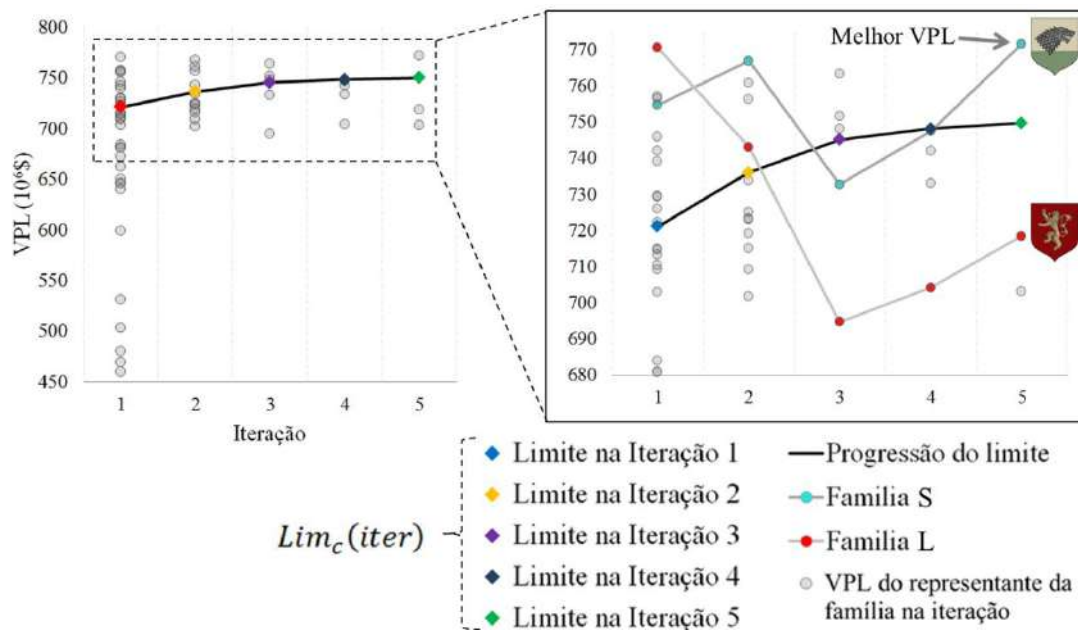 800
750
700
650
600
550
500
450
VPL (10⁶$)
1 2 3 4 5
Iteração
770
760
750
740
730
720
710
700
690
680
1 2 3 4 5
Melhor VPL
Lim_c(iter)
Limite na Iteração 1
Limite na Iteração 2
Limite na Iteração 3
Limite na Iteração 4
Limite na Iteração 5
Progressão do limite
Familia S
Familia L
VPL do representante da
família na iteração